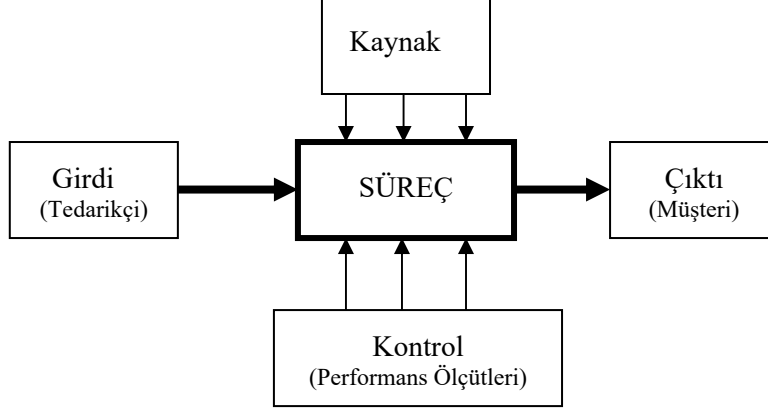 Kaynak
Girdi
(Tedarikçi)
SÜREÇ
Çıktı
(Müşteri)
Kontrol
(Performans Ölçütleri)